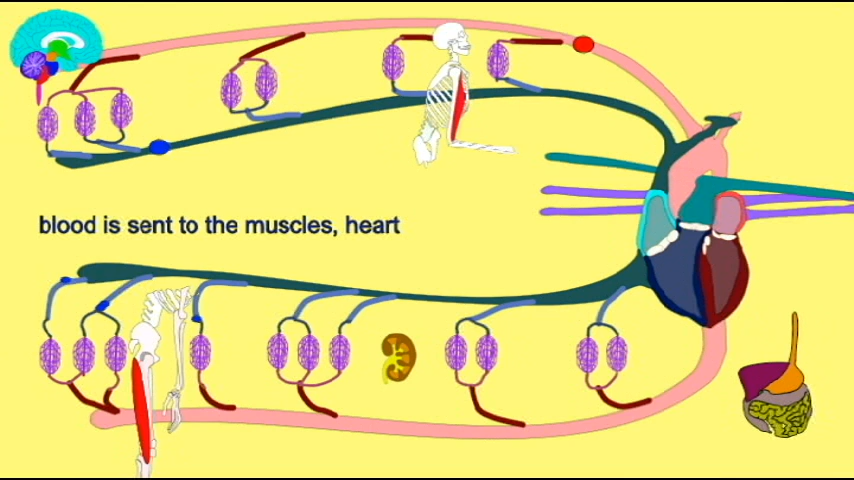 blood is sent to the muscles, heart